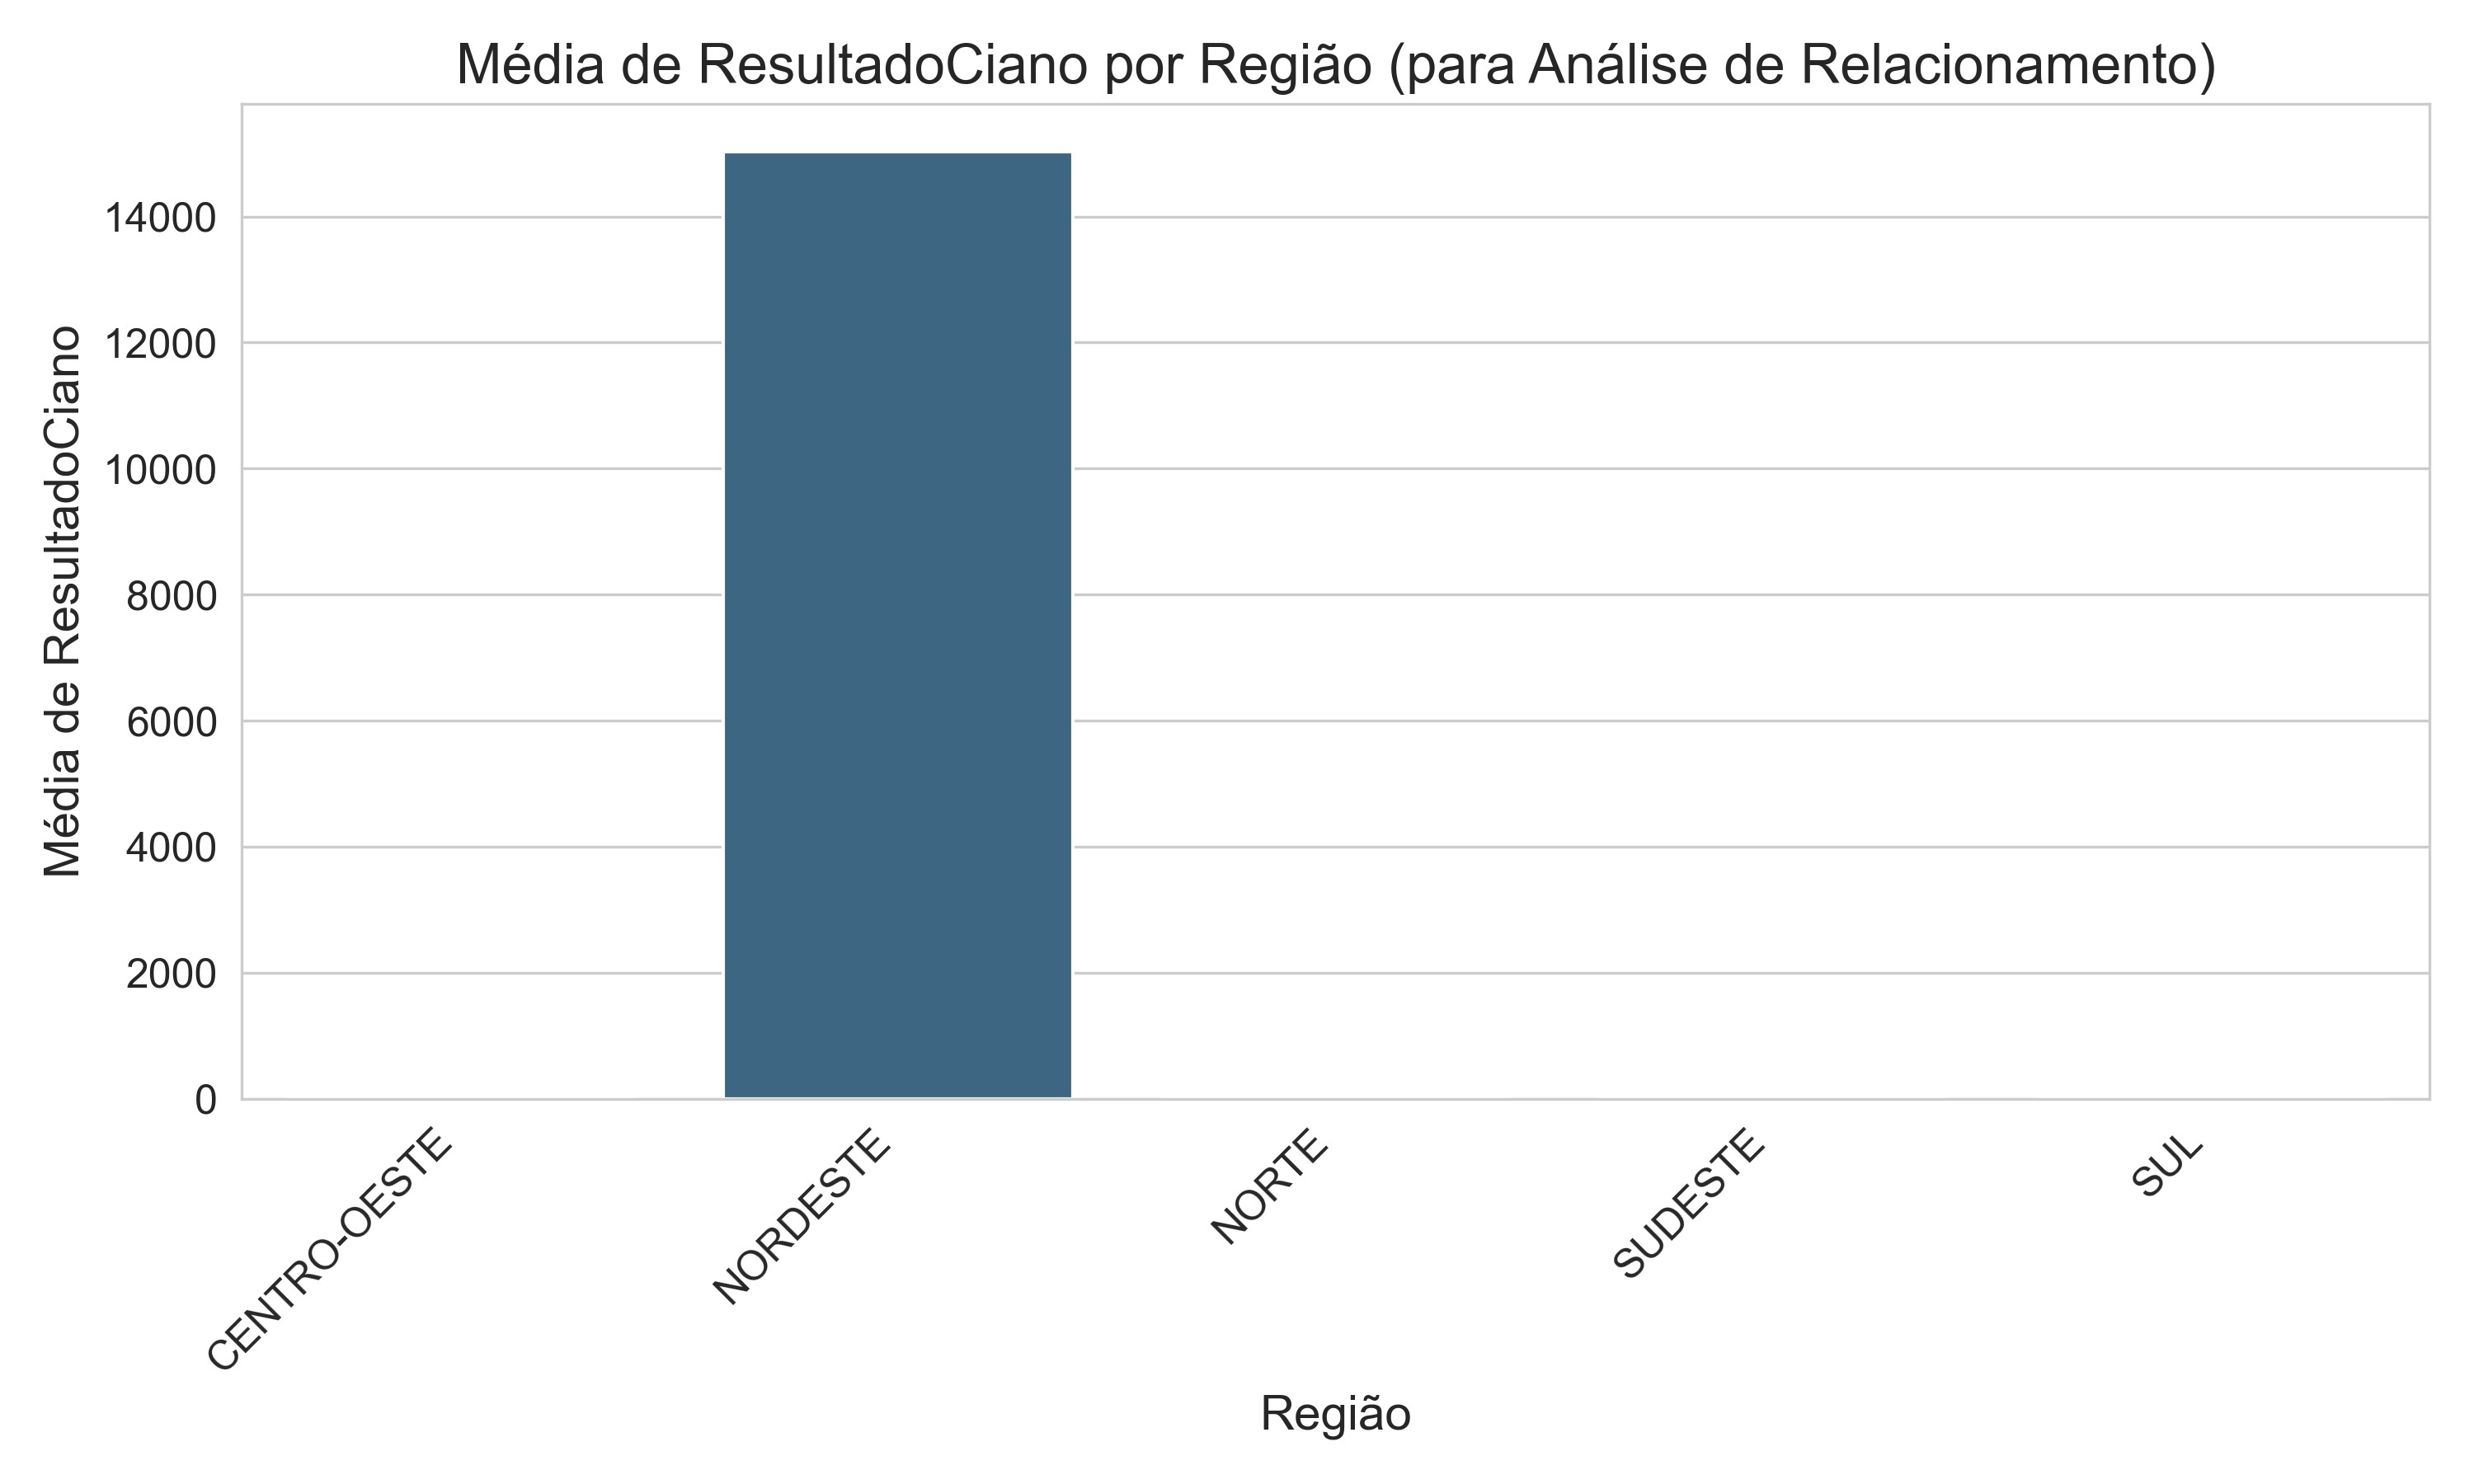 Média de ResultadoCiano por Região (para Análise de Relacionamento)
Média de ResultadoCiano
14000
12000
10000
8000
6000
4000
2000
0
CENTRO-OESTE
NORDESTE
NORTE
SUDESTE
SUL
Região